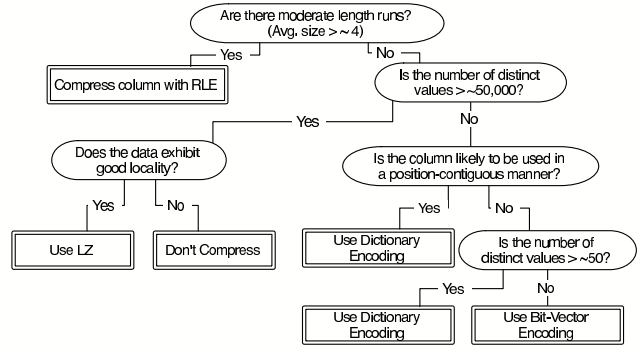 Are there moderate length runs?
(Avg. size >~4)
Yes
No
Compress column with RLE
Is the number of distinct
values >~50,000?
Yes
No
Does the data exhibit
good locality?
Is the column likely to be used in
a position-contiguous manner?
Yes
No
Yes
No
Use LZ
Don't Compress
Use Dictionary
Encoding
Is the number of
distinct values >~50?
Yes
No
Use Dictionary
Encoding
Use Bit-Vector
Encoding